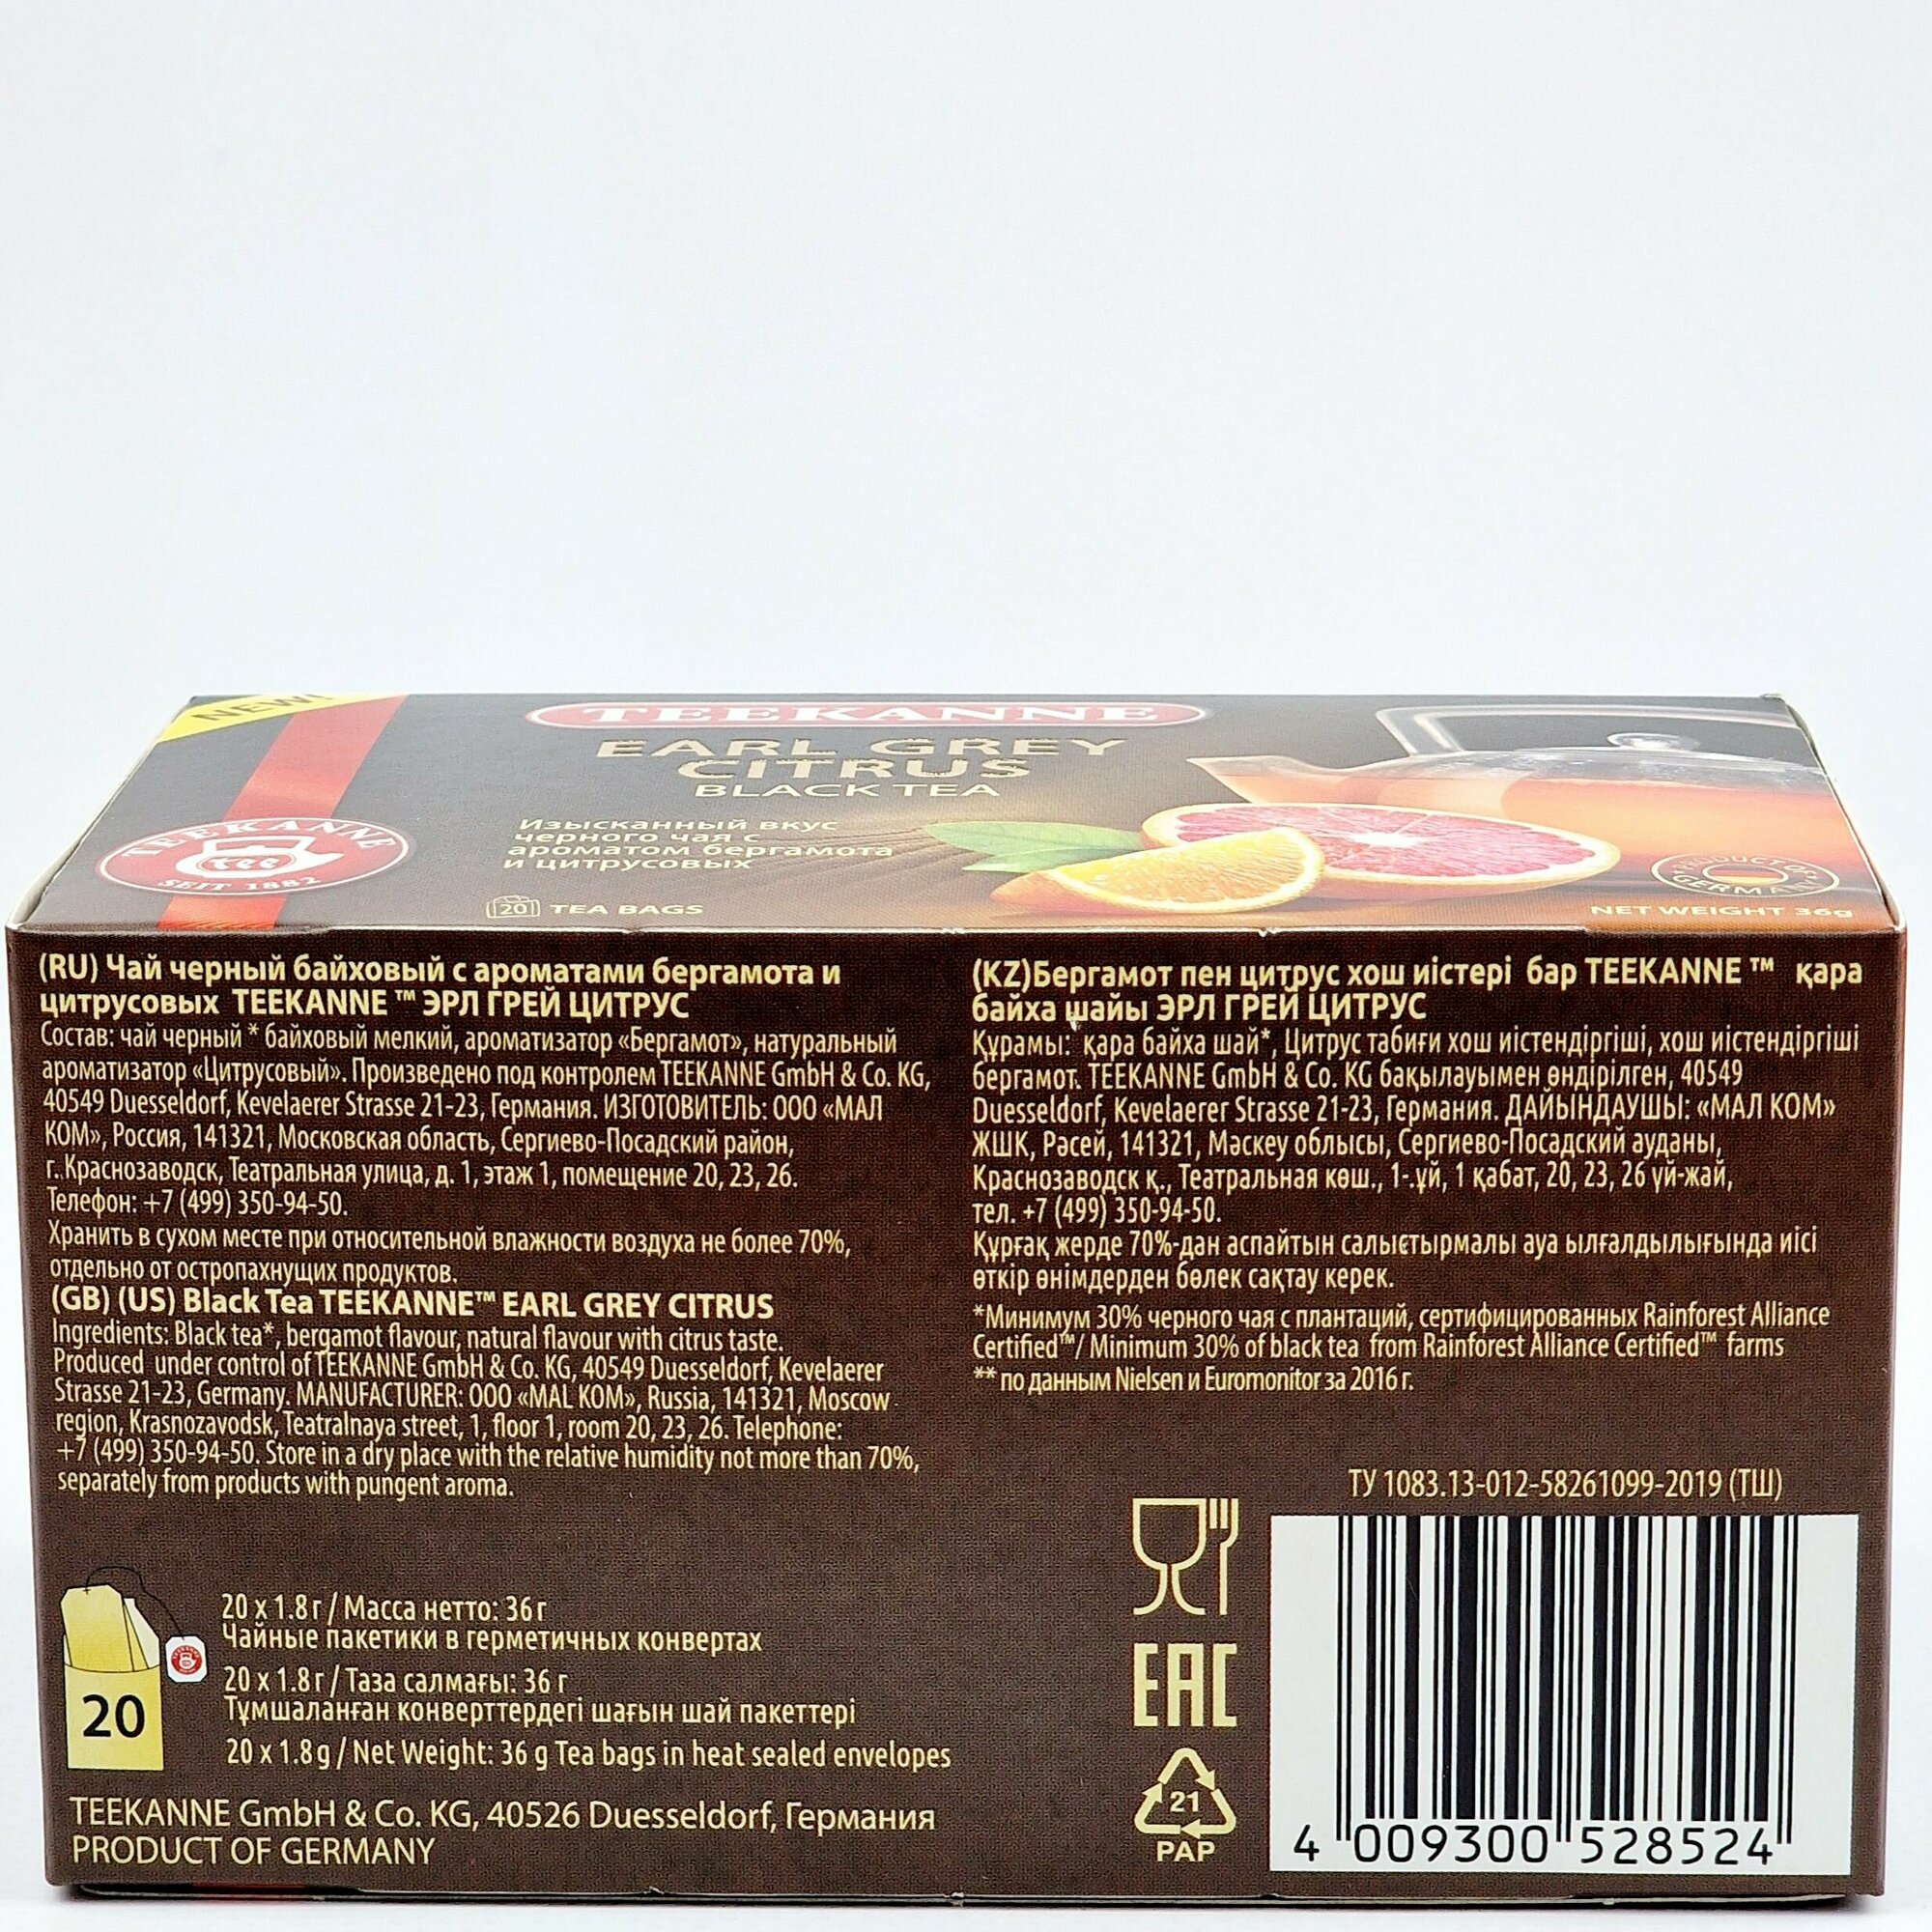 NEW!
TEEKANNE
EARL GREY
CITRUS
BLACK TEA
Изысканный вкус
черного чая с
ароматом бергамота
и цитрусовых
TEEKANNE
tee
SEIT 1882
20 TEA BAGS
PRODUCT OF
GERMANY
NET WEIGHT 36g
(RU) Чай черный байховый с ароматами бергамота и
цитрусовых TEEKANNE ™ ЭРЛ ГРЕЙ ЦИТРУС
Состав: чай черный * байховый мелкий, ароматизатор «Бергамот», натуральный
ароматизатор «Цитрусовый». Произведено под контролем TEEKANNE GmbH & Co. KG,
40549 Duesseldorf, Kevelaerer Strasse 21-23, Германия. ИЗГОТОВИТЕЛЬ: ООО «МАЛ
КОМ», Россия, 141321, Московская область, Сергиево-Посадский район,
г. Краснозаводск, Театральная улица, д. 1, этаж 1, помещение 20, 23, 26.
Телефон: +7 (499) 350-94-50.
Хранить в сухом месте при относительной влажности воздуха не более 70%,
отдельно от остропахнущих продуктов.
(GB) (US) Black Tea TEEKANNE™ EARL GREY CITRUS
Ingredients: Black tea*, bergamot flavour, natural flavour with citrus taste.
Produced under control of TEEKANNE GmbH & Co. KG, 40549 Duesseldorf, Kevelaerer
Strasse 21-23, Germany. MANUFACTURER: OOO «MAL KOM», Russia, 141321, Moscow
region, Krasnozavodsk, Teatralnaya street, 1, floor 1, room 20, 23, 26. Telephone:
+7 (499) 350-94-50. Store in a dry place with the relative humidity not more than 70%,
separately from products with pungent aroma.
20
20 x 1.8 г / Масса нетто: 36 г
Чайные пакетики в герметичных конвертах
20 x 1.8 г / Таза салмағы: 36 г
Тұмшаланған конверттердегі шағын шай пакеттері
20 x 1.8 g / Net Weight: 36 g Tea bags in heat sealed envelopes
TEEKANNE GmbH & Co. KG, 40526 Duesseldorf, Германия
PRODUCT OF GERMANY
(KZ)Бергамот пен цитрус хош иістері бар TEEKANNE ™ қара
байха шайы ЭРЛ ГРЕЙ ЦИТРУС
Құрамы: қара байха шай*, Цитрус табиғи хош иістендіргіші, хош иістендіргіші
бергамот. TEEKANNE GmbH & Co. KG бақылауымен өндірілген, 40549
Duesseldorf, Kevelaerer Strasse 21-23, Германия. ДАЙЫНДАУШЫ: «МАЛ КОМ»
ЖШК, Расей, 141321, Мәскеу облысы, Сергиево-Посадский ауданы,
Краснозаводск қ., Театральная көш., 1-.үй, 1 қабат, 20, 23, 26 үй-жай,
тел. +7 (499) 350-94-50.
Құрғақ жерде 70%-дан аспайтын салыстырмалы ауа ылғалдылығында иісі
өткір өнімдерден бөлек сақтау керек.
*Минимум 30% черного чая с плантаций, сертифицированных Rainforest Alliance
Certified™/ Minimum 30% of black tea from Rainforest Alliance Certified™ farms
** по данным Nielsen и Euromonitor за 2016 г.
ТУ 1083.13-012-58261099-2019 (ТШ)
EAC
21
PAP
4 009300 528524